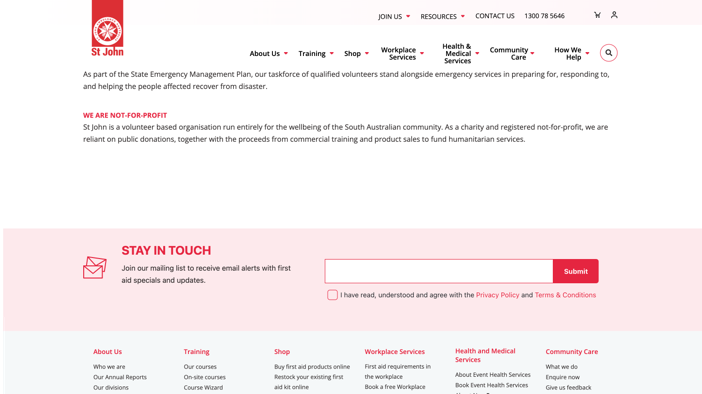 JOIN US
RESOURCES
CONTACT US
1300 78 5646
St John
About Us
Training
Shop
Workplace
Services
Health &
Medical
Services
Community
Care
How We
Help
As part of the State Emergency Management Plan, our taskforce of qualified volunteers stand alongside emergency services in preparing for, responding to,
and helping the people affected recover from disaster.
WE ARE NOT-FOR-PROFIT
St John is a volunteer based organisation run entirely for the wellbeing of the South Australian community. As a charity and registered not-for-profit, we are
reliant on public donations, together with the proceeds from commercial training and product sales to fund humanitarian services.
STAY IN TOUCH
Join our mailing list to receive email alerts with first
aid specials and updates.
Submit
I have read, understood and agree with the Privacy Policy and Terms & Conditions
About Us
Who we are
Our Annual Reports
Our divisions
Training
Our courses
On-site courses
Course Wizard
Shop
Buy first aid products online
Restock your existing first
aid kit online
Workplace Services
First aid requirements in
the workplace
Book a free Workplace
Health and Medical
Services
About Event Health Services
Book Event Health Services
Community Care
What we do
Enquire now
Give us feedback